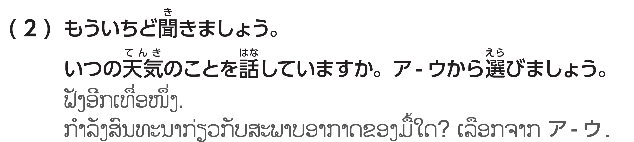 (2) もういちど聞きましょう。
いつの天気のことを話していますか。ア - ウから選びましょう。
ຟັງອີກເທື່ອໜຶ່ງ.
ກຳລັງສົນທະນາກ່ຽວກັບສະພາບອາກາດຂອງມື້ໃດ? ເລືອກຈາກ ア - ウ.